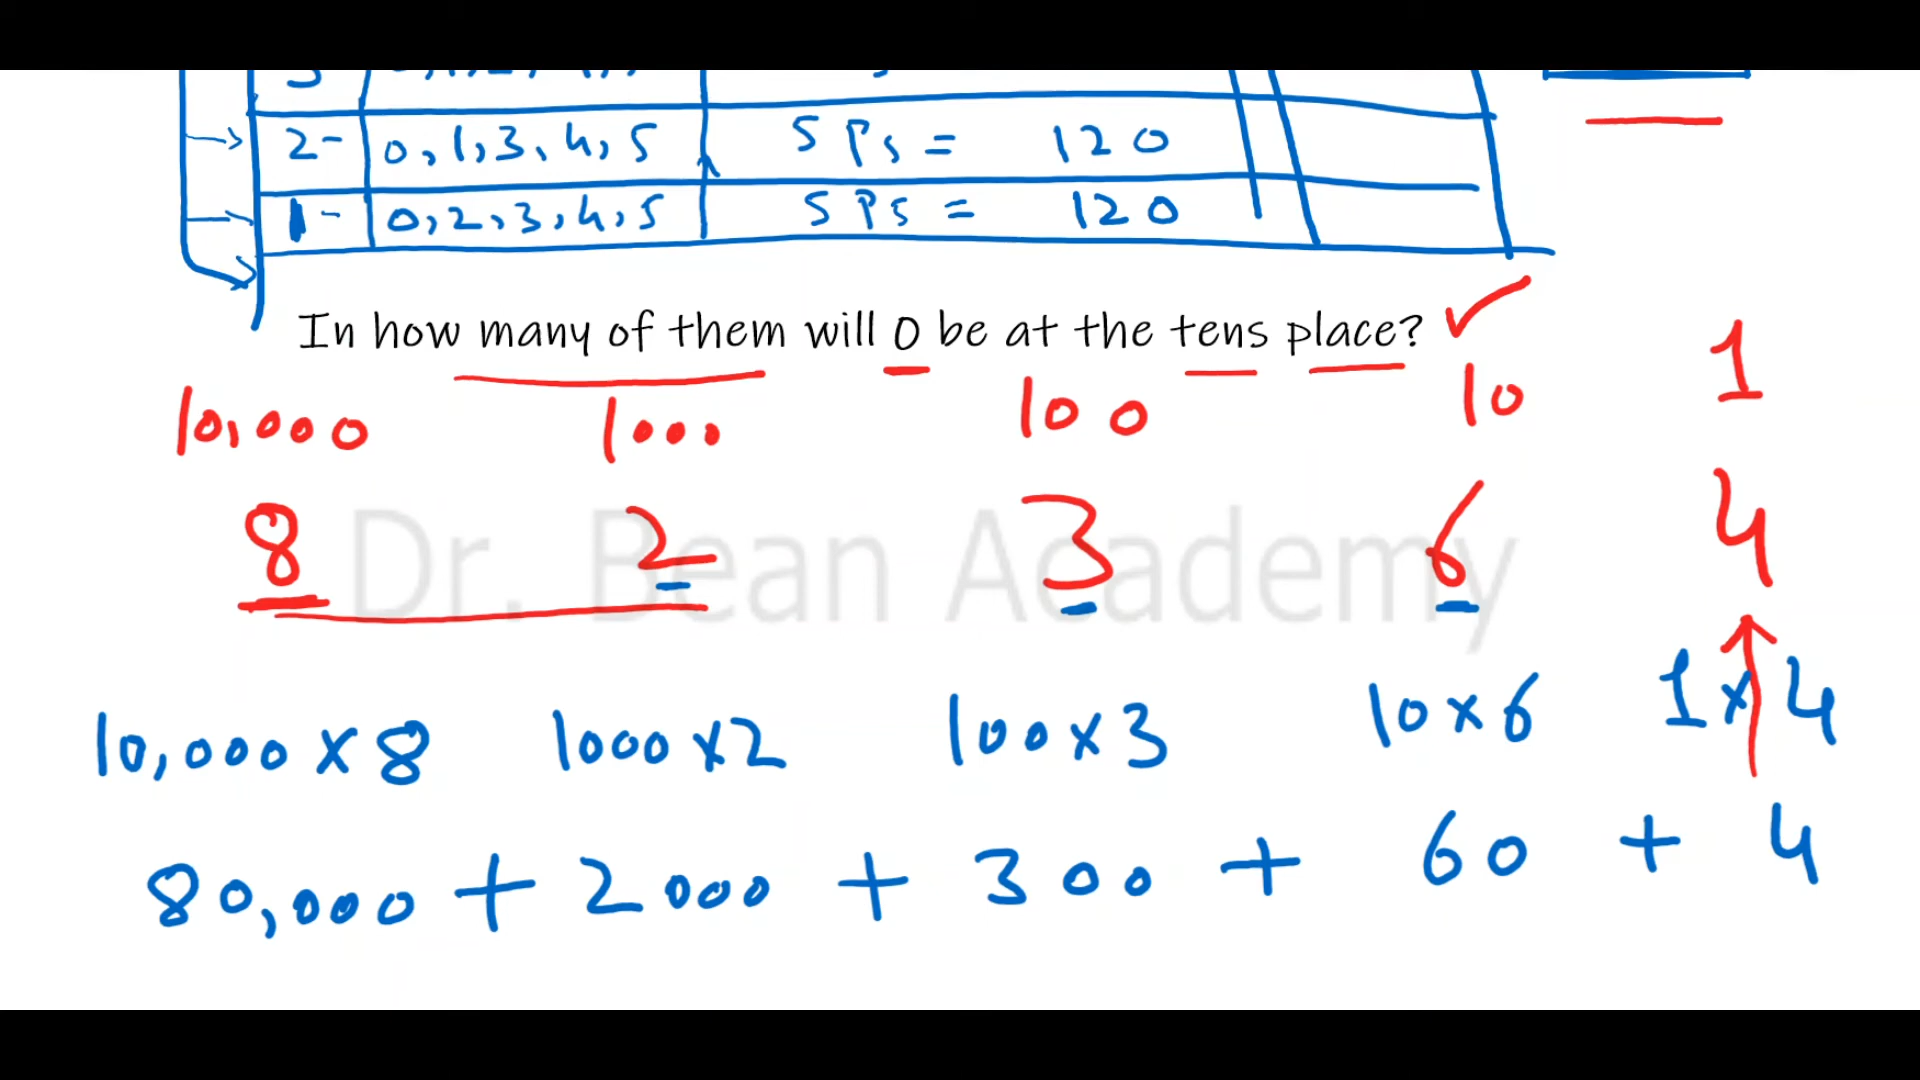 2- 0,1,3,4,5 5P5 = 120
1- 0,2,3,4,5 5P5 = 120
In how many of them will 0 be at the tens place?
10,000 1000 100 10 1
8 2 3 6 4
Dr. Bean Academy
10,000×8 1000×2 100×3 10×6 1×4
80,000 + 2000 + 300 + 60 + 4